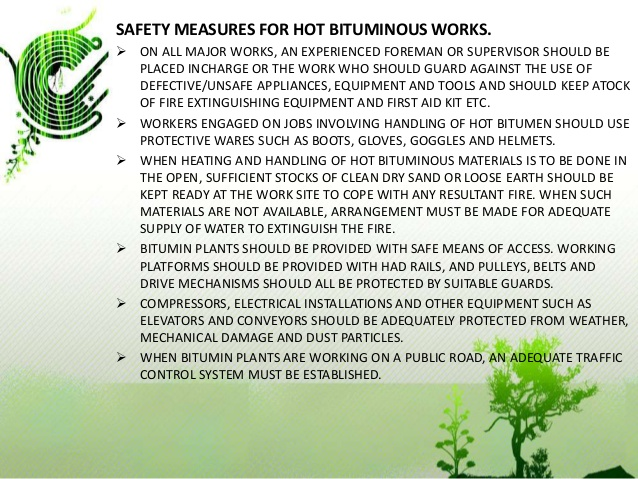 SAFETY MEASURES FOR HOT BITUMINOUS WORKS.
➢ ON ALL MAJOR WORKS, AN EXPERIENCED FOREMAN OR SUPERVISOR SHOULD BE
PLACED INCHARGE OR THE WORK WHO SHOULD GUARD AGAINST THE USE OF
DEFECTIVE/UNSAFE APPLIANCES, EQUIPMENT AND TOOLS AND SHOULD KEEP ATOCK
OF FIRE EXTINGUISHING EQUIPMENT AND FIRST AID KIT ETC.
➢ WORKERS ENGAGED ON JOBS INVOLVING HANDLING OF HOT BITUMEN SHOULD USE
PROTECTIVE WARES SUCH AS BOOTS, GLOVES, GOGGLES AND HELMETS.
➢ WHEN HEATING AND HANDLING OF HOT BITUMINOUS MATERIALS IS TO BE DONE IN
THE OPEN, SUFFICIENT STOCKS OF CLEAN DRY SAND OR LOOSE EARTH SHOULD BE
KEPT READY AT THE WORK SITE TO COPE WITH ANY RESULTANT FIRE. WHEN SUCH
MATERIALS ARE NOT AVAILABLE, ARRANGEMENT MUST BE MADE FOR ADEQUATE
SUPPLY OF WATER TO EXTINGUISH THE FIRE.
➢ BITUMIN PLANTS SHOULD BE PROVIDED WITH SAFE MEANS OF ACCESS. WORKING
PLATFORMS SHOULD BE PROVIDED WITH HAD RAILS, AND PULLEYS, BELTS AND
DRIVE MECHANISMS SHOULD ALL BE PROTECTED BY SUITABLE GUARDS.
➢ COMPRESSORS, ELECTRICAL INSTALLATIONS AND OTHER EQUIPMENT SUCH AS
ELEVATORS AND CONVEYORS SHOULD BE ADEQUATELY PROTECTED FROM WEATHER,
MECHANICAL DAMAGE AND DUST PARTICLES.
➢ WHEN BITUMIN PLANTS ARE WORKING ON A PUBLIC ROAD, AN ADEQUATE TRAFFIC
CONTROL SYSTEM MUST BE ESTABLISHED.